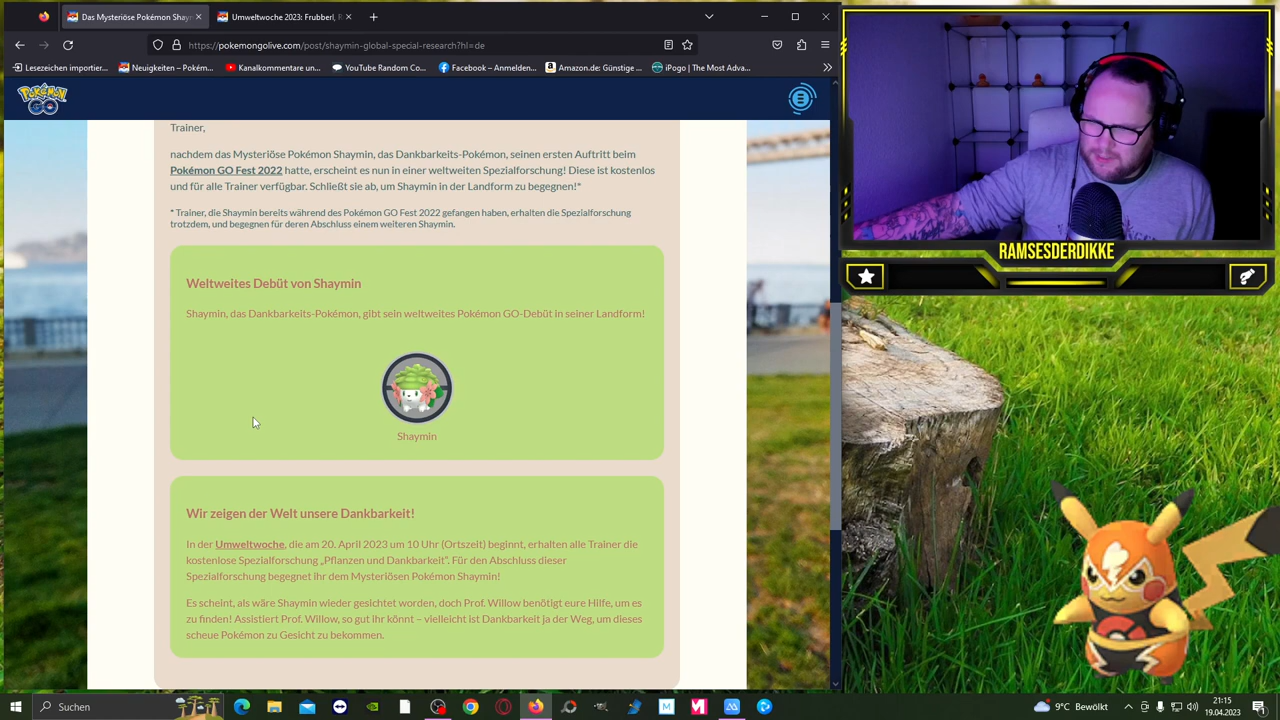 Das Mysteriöse Pokémon Shaym
Umweltwoche 2023: Frubberl, R
https://pokemongolive.com/post/shaymin-global-special-research?hl=de
Lesezeichen importier...
Neuigkeiten – Pokém...
Kanalkommentare un...
YouTube Random Co...
Facebook – Anmelden...
Amazon.de: Günstige ...
iPogo | The Most Adva...
POKÉMON
GO
Trainer,
nachdem das Mysteriöse Pokémon Shaymin, das Dankbarkeits-Pokémon, seinen ersten Auftritt beim
Pokémon GO Fest 2022 hatte, erscheint es nun in einer weltweiten Spezialforschung! Diese ist kostenlos
und für alle Trainer verfügbar. Schließt sie ab, um Shaymin in der Landform zu begegnen!*
* Trainer, die Shaymin bereits während des Pokémon GO Fest 2022 gefangen haben, erhalten die Spezialforschung
trotzdem, und begegnen für deren Abschluss einem weiteren Shaymin.
Weltweites Debüt von Shaymin
Shaymin, das Dankbarkeits-Pokémon, gibt sein weltweites Pokémon GO-Debüt in seiner Landform!
Shaymin
Wir zeigen der Welt unsere Dankbarkeit!
In der Umweltwoche, die am 20. April 2023 um 10 Uhr (Ortszeit) beginnt, erhalten alle Trainer die
kostenlose Spezialforschung „Pflanzen und Dankbarkeit“. Für den Abschluss dieser
Spezialforschung begegnet ihr dem Mysteriösen Pokémon Shaymin!
Es scheint, als wäre Shaymin wieder gesichtet worden, doch Prof. Willow benötigt eure Hilfe, um es
zu finden! Assistiert Prof. Willow, so gut ihr könnt – vielleicht ist Dankbarkeit ja der Weg, um dieses
scheue Pokémon zu Gesicht zu bekommen.
RAMSESDERDIKKE
Suchen
9°C Bewölkt
21:15
19.04.2023